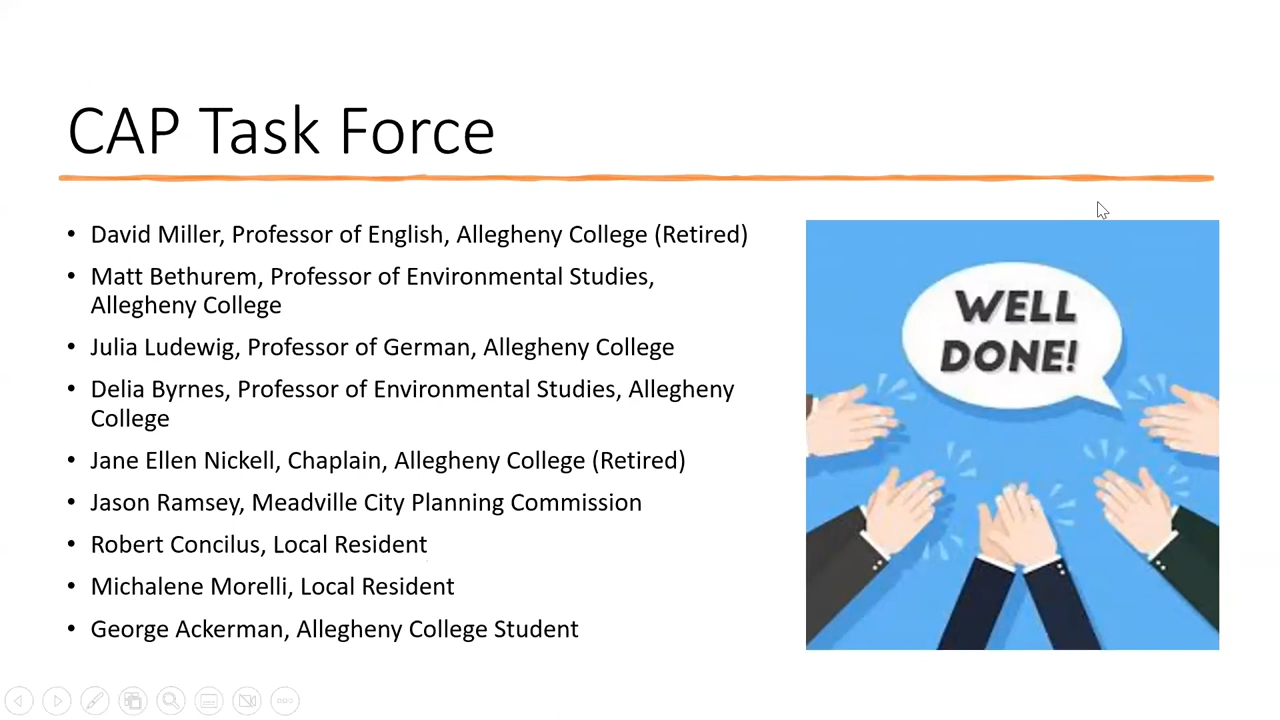 CAP Task Force
• David Miller, Professor of English, Allegheny College (Retired)
• Matt Bethurem, Professor of Environmental Studies,
Allegheny College
• Julia Ludewig, Professor of German, Allegheny College
• Delia Byrnes, Professor of Environmental Studies, Allegheny
College
• Jane Ellen Nickell, Chaplain, Allegheny College (Retired)
• Jason Ramsey, Meadville City Planning Commission
• Robert Concilus, Local Resident
• Michalene Morelli, Local Resident
• George Ackerman, Allegheny College Student
WELL
DONE!